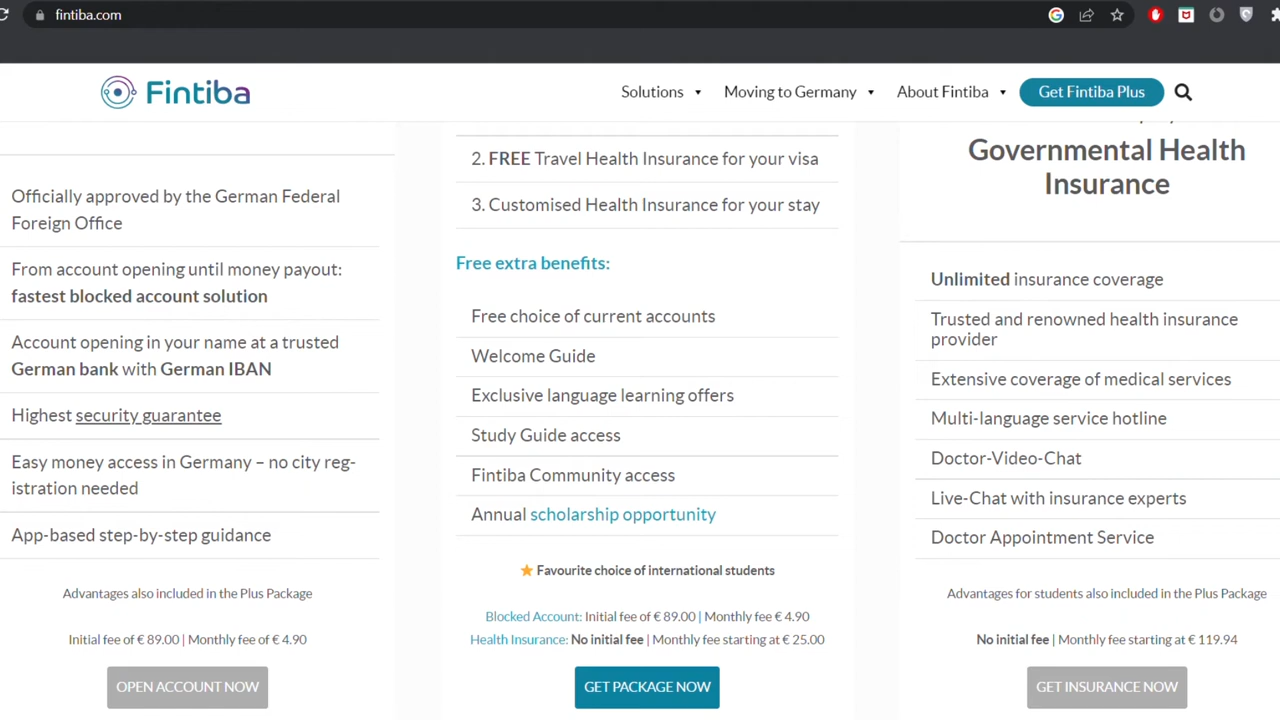 fintiba.com
Fintiba
Solutions
Moving to Germany
About Fintiba
Get Fintiba Plus
Officially approved by the German Federal
Foreign Office
From account opening until money payout:
fastest blocked account solution
Account opening in your name at a trusted
German bank with German IBAN
Highest security guarantee
Easy money access in Germany – no city reg-
istration needed
App-based step-by-step guidance
Advantages also included in the Plus Package
Initial fee of € 89.00 | Monthly fee of € 4.90
OPEN ACCOUNT NOW
2. FREE Travel Health Insurance for your visa
3. Customised Health Insurance for your stay
Free extra benefits:
Free choice of current accounts
Welcome Guide
Exclusive language learning offers
Study Guide access
Fintiba Community access
Annual scholarship opportunity
Favourite choice of international students
Blocked Account: Initial fee of € 89.00 | Monthly fee € 4.90
Health Insurance: No initial fee | Monthly fee starting at € 25.00
GET PACKAGE NOW
Governmental Health
Insurance
Unlimited insurance coverage
Trusted and renowned health insurance
provider
Extensive coverage of medical services
Multi-language service hotline
Doctor-Video-Chat
Live-Chat with insurance experts
Doctor Appointment Service
Advantages for students also included in the Plus Package
No initial fee | Monthly fee starting at € 119.94
GET INSURANCE NOW